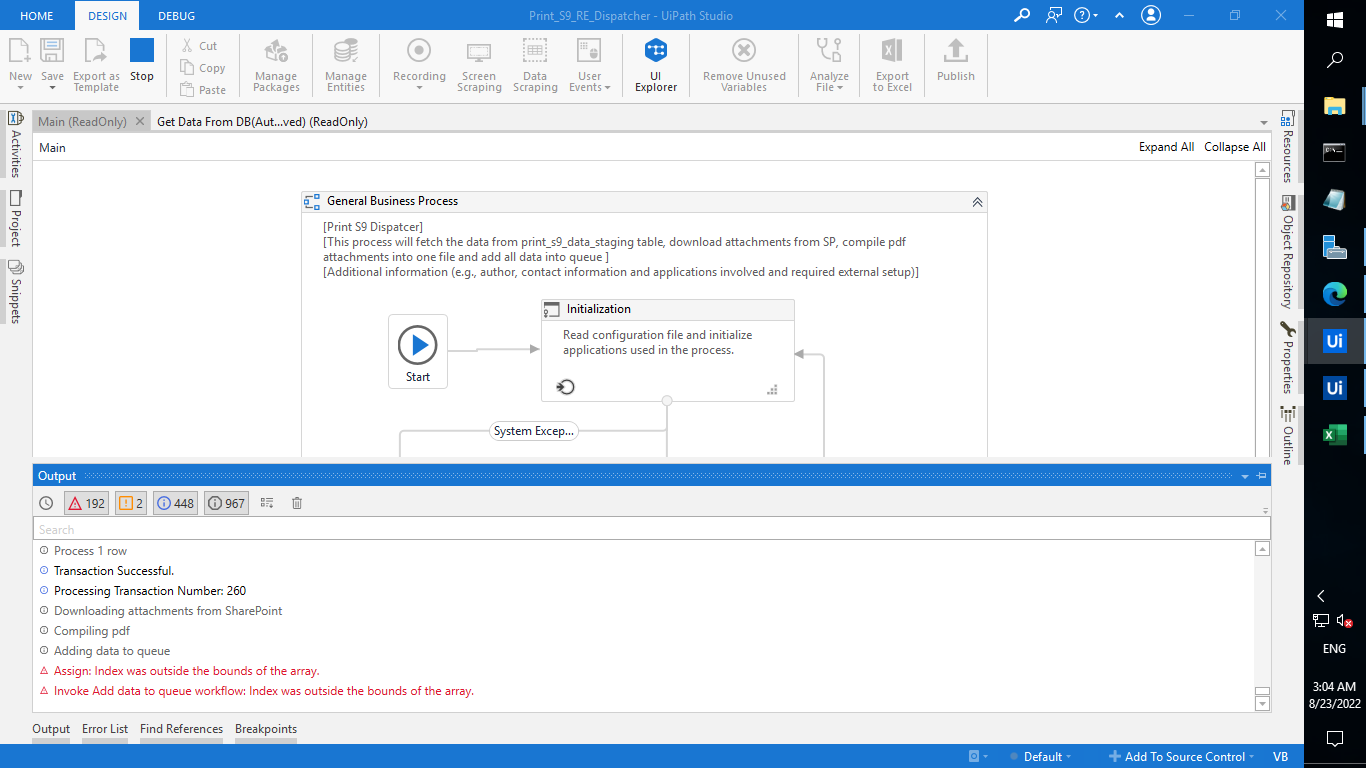 HOME DESIGN DEBUG Print_S9_RE_Dispatcher - UiPath Studio
New Save Export as Template Stop Cut Copy Paste Manage Packages Manage Entities Recording Screen Scraping Data Scraping User Events UI Explorer Remove Unused Variables Analyze File Export to Excel Publish
Main (ReadOnly) Get Data From DB(Aut...ved) (ReadOnly)
Main Expand All Collapse All
Activities
Project
Snippets
Resources
Object Repository
Properties
Outline
General Business Process
[Print S9 Dispatcer]
[This process will fetch the data from print_s9_data_staging table, download attachments from SP, compile pdf
attachments into one file and add all data into queue ]
[Additional information (e.g., author, contact information and applications involved and required external setup)]
Start
Initialization
Read configuration file and initialize
applications used in the process.
System Excep...
Output
192 2 448 967
Search
Process 1 row
Transaction Successful.
Processing Transaction Number: 260
Downloading attachments from SharePoint
Compiling pdf
Adding data to queue
Assign: Index was outside the bounds of the array.
Invoke Add data to queue workflow: Index was outside the bounds of the array.
Output Error List Find References Breakpoints
Default Add To Source Control VB
Ui
Ui
ENG
3:04 AM
8/23/2022